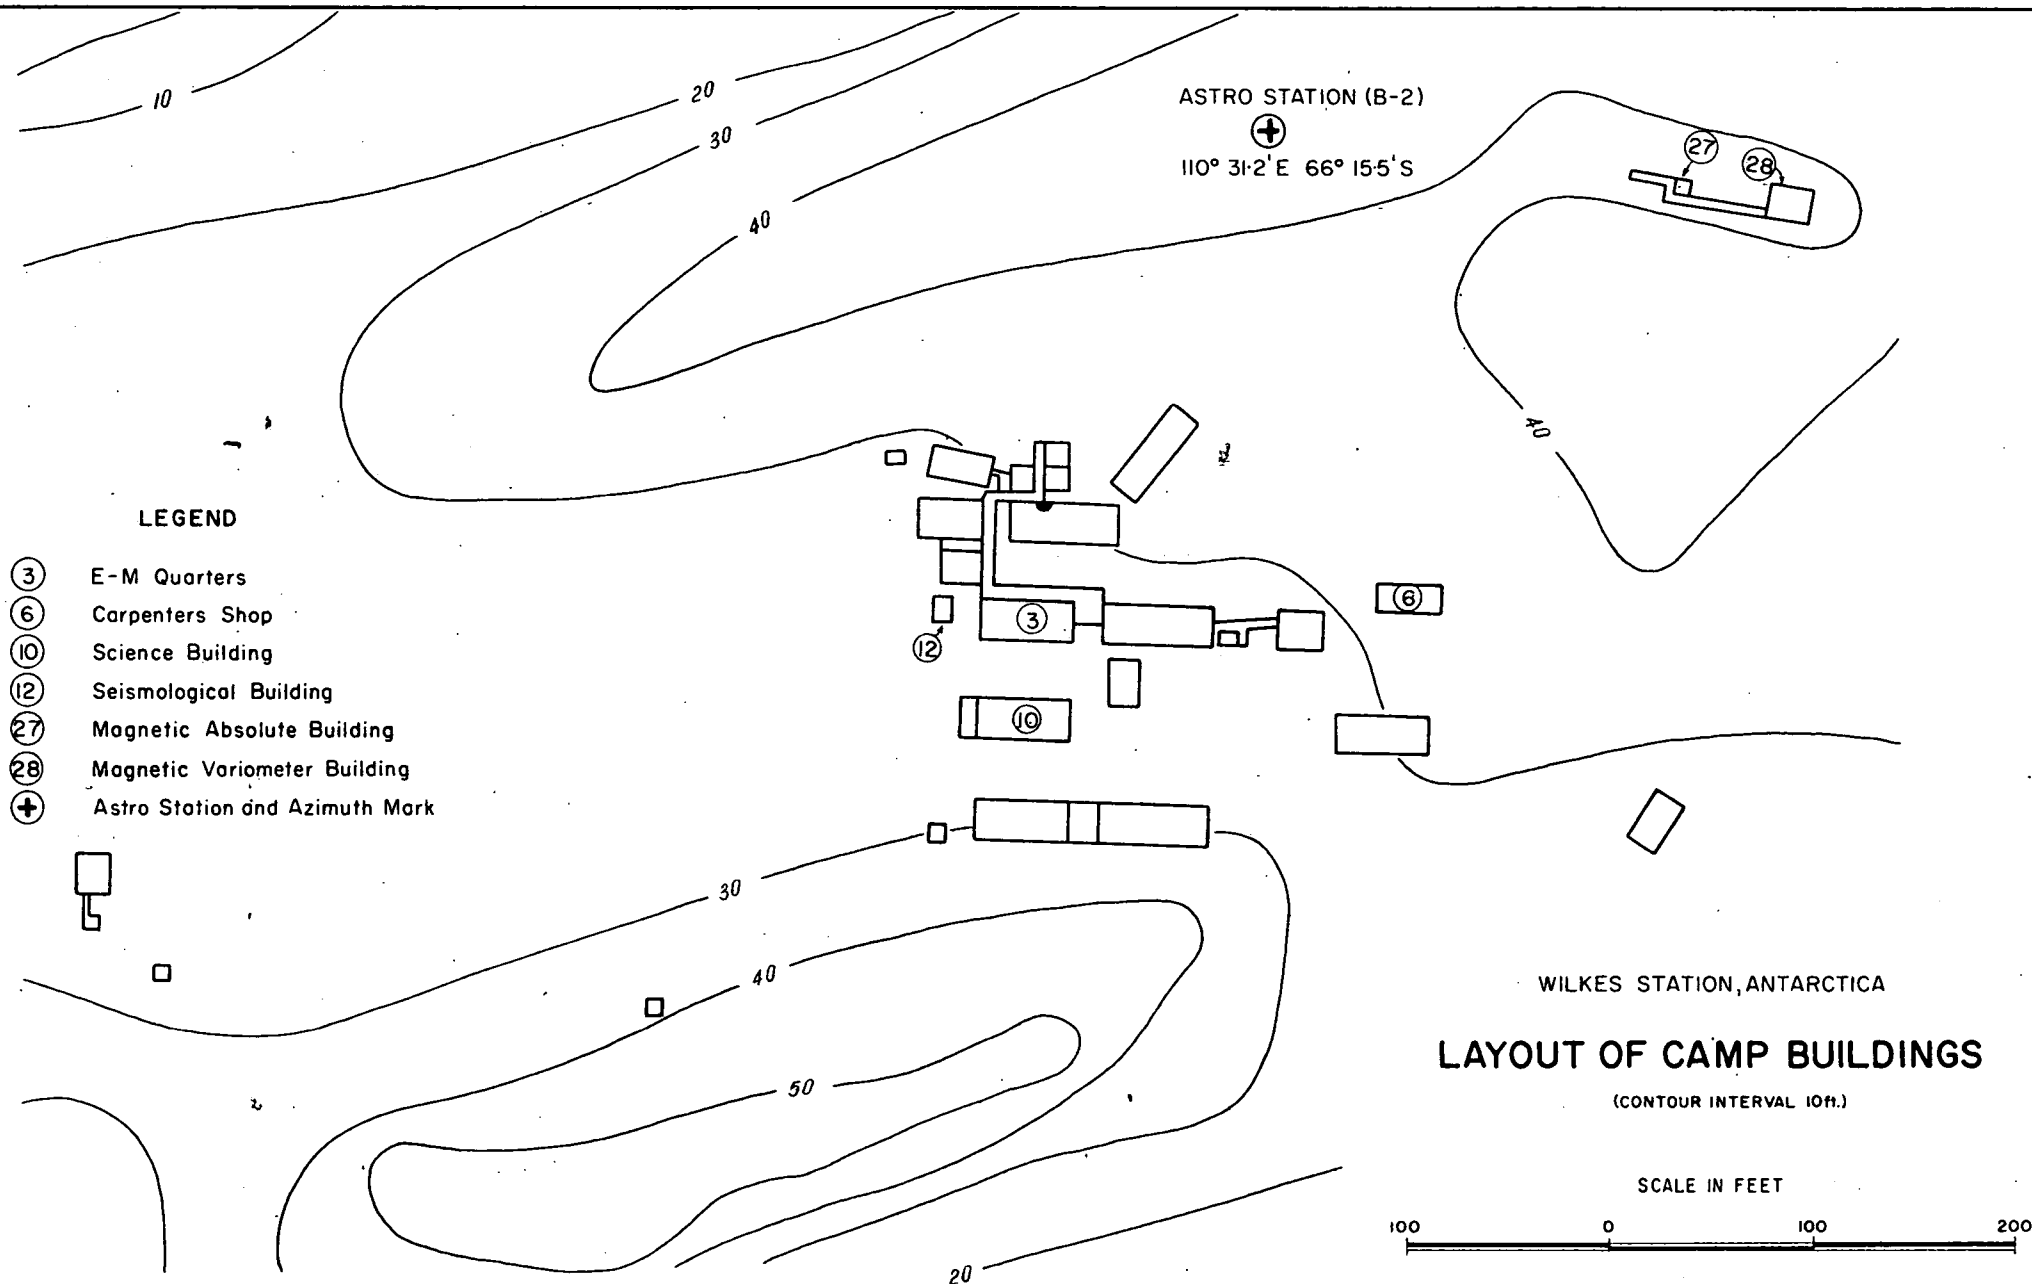 10
20
30
40
ASTRO STATION (B-2)
110° 31·2' E 66° 15·5' S
27
28
40
LEGEND
3 E-M Quarters
6 Carpenters Shop
10 Science Building
12 Seismological Building
27 Magnetic Absolute Building
28 Magnetic Variometer Building
Astro Station and Azimuth Mark
3
6
12
10
30
40
50
20
WILKES STATION, ANTARCTICA
LAYOUT OF CAMP BUILDINGS
(CONTOUR INTERVAL 10ft.)
SCALE IN FEET
100 0 100 200